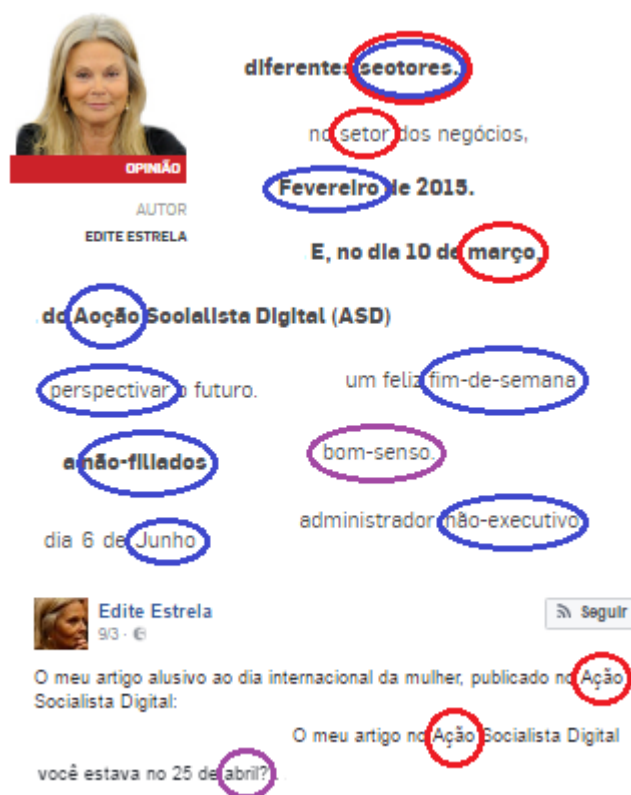 diferentes seotores.
no setor dos negócios,
OPINIÃO
Fevereiro de 2015.
AUTOR
EDITE ESTRELA
E, no dia 10 de março,
do Aoção Socialista Digital (ASD)
perspectivar o futuro.
um feliz fim-de-semana
a não-filiados
bom-senso.
administrador não-executivo
dia 6 de Junho
Edite Estrela
Seguir
9/3 ·
O meu artigo alusivo ao dia internacional da mulher, publicado no Ação
Socialista Digital:
O meu artigo no Ação Socialista Digital
você estava no 25 de abril?